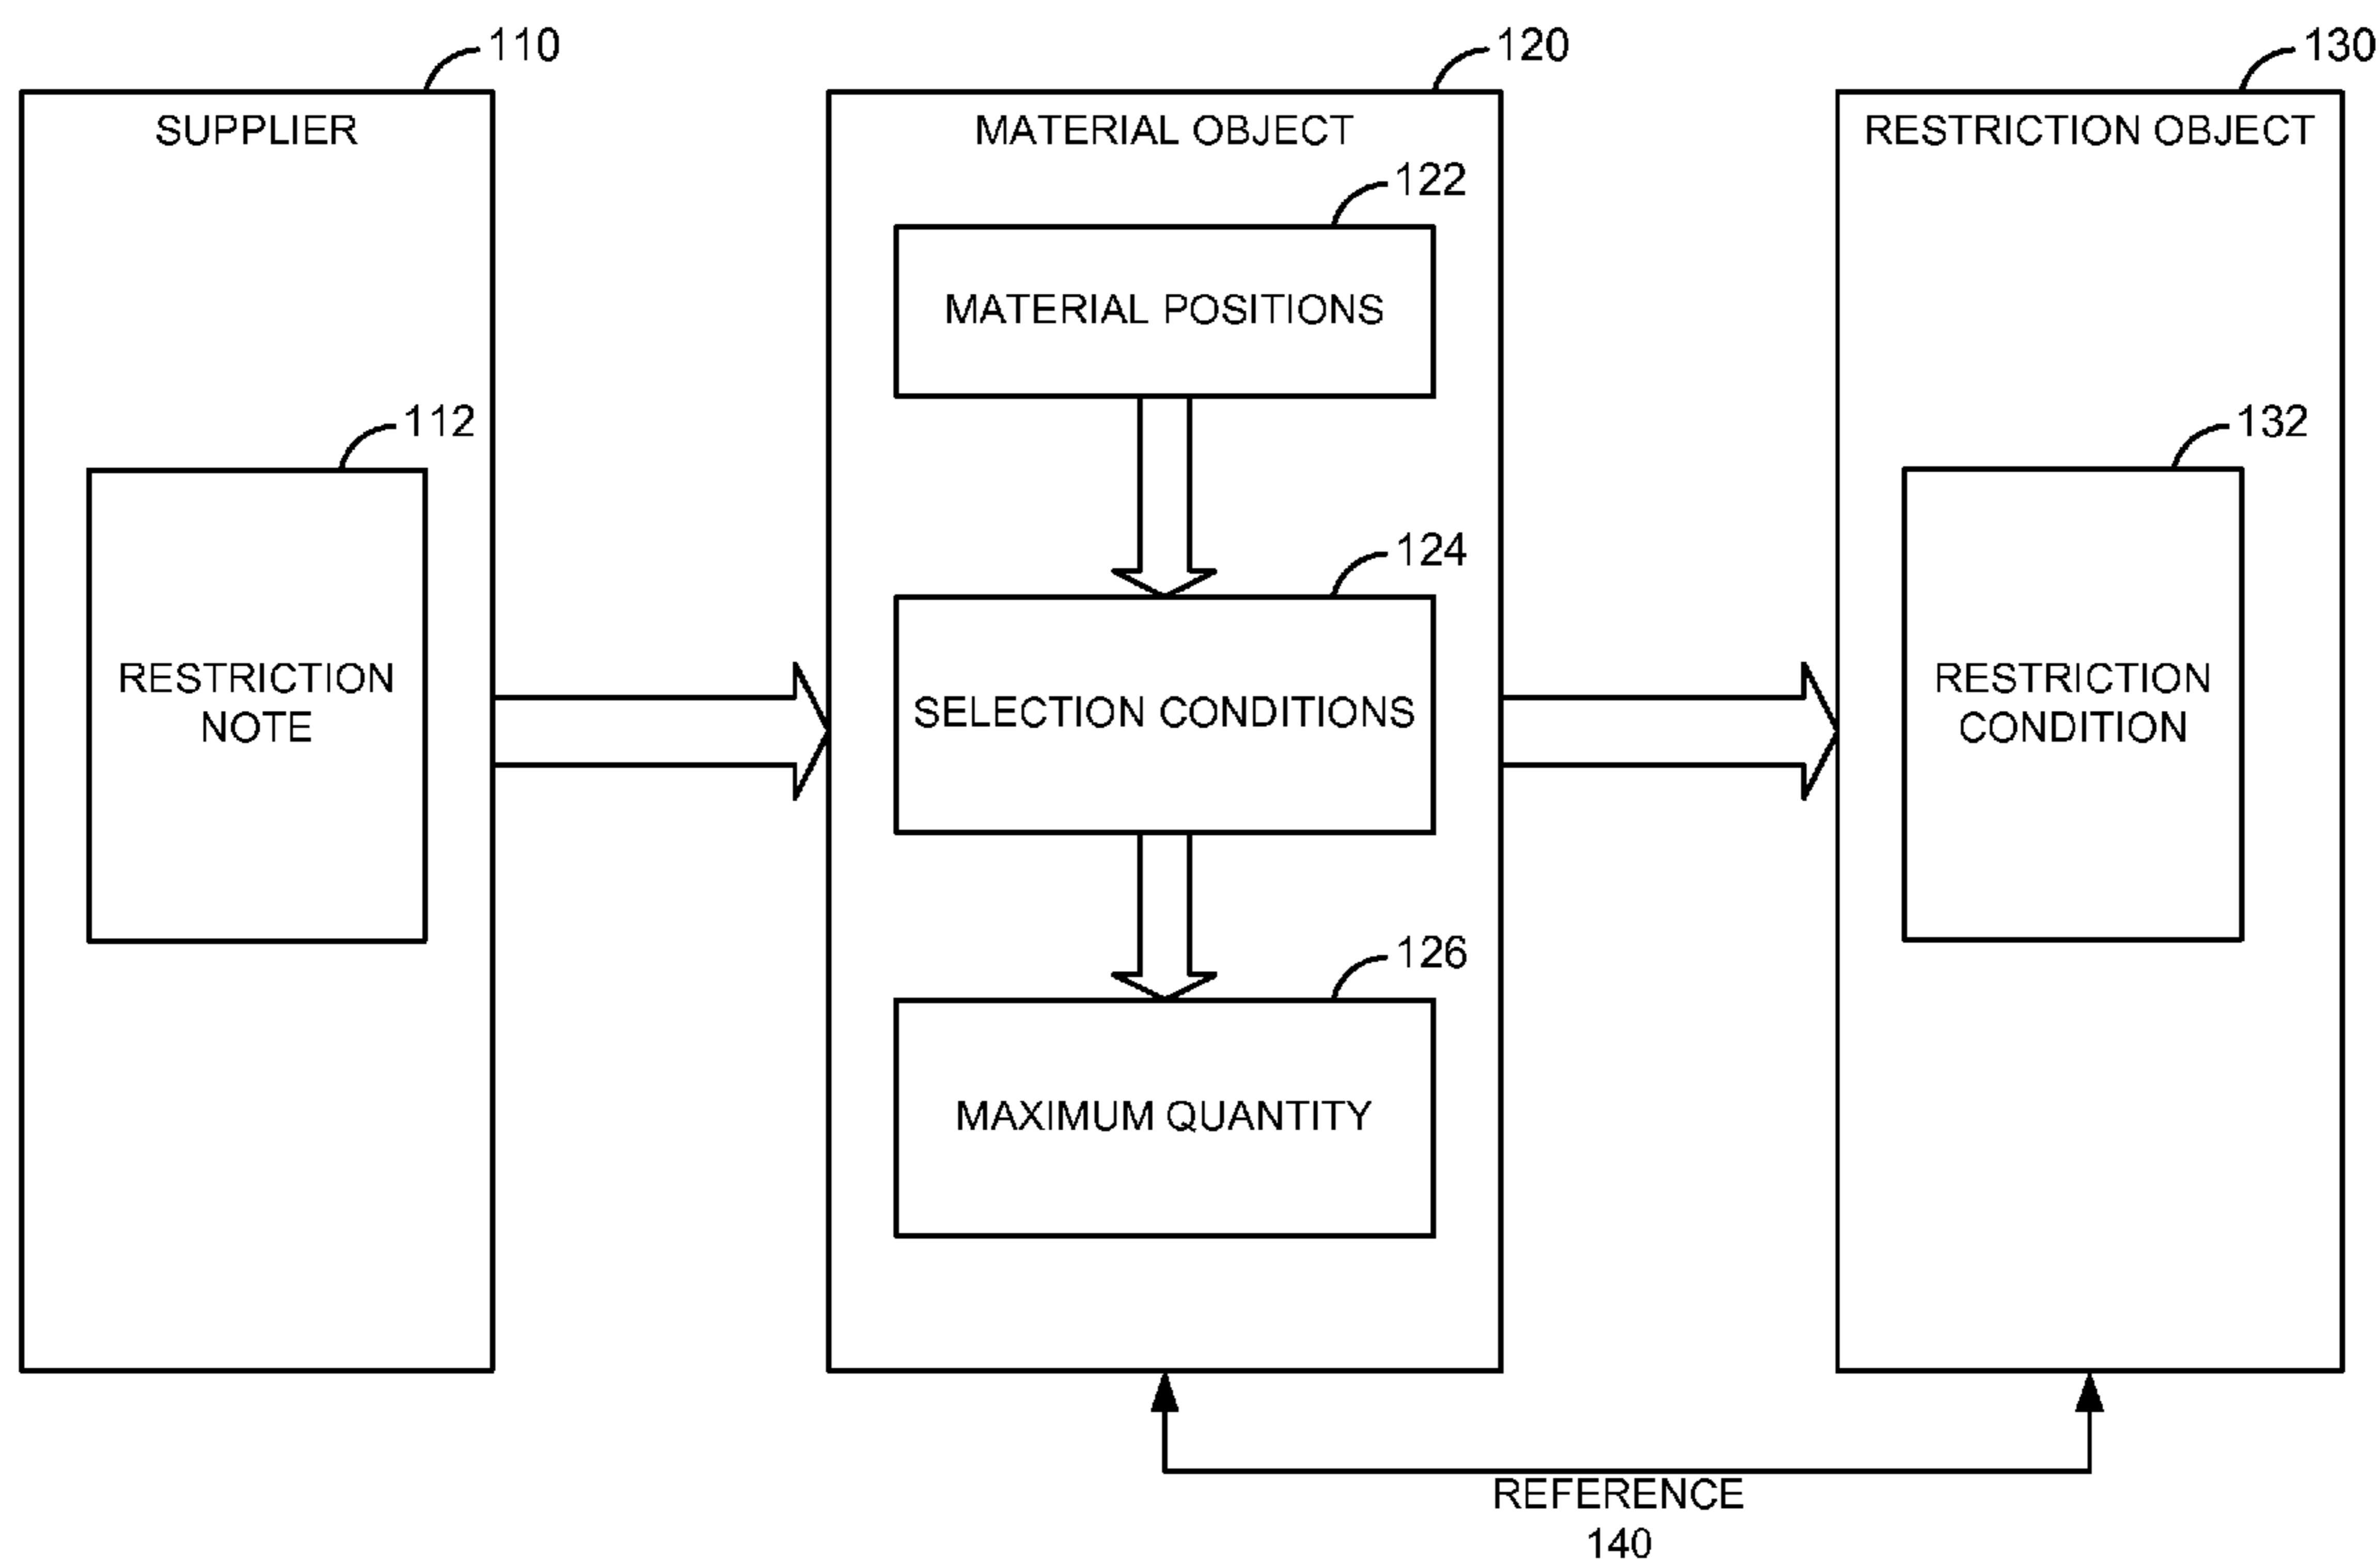 110
SUPPLIER
112
RESTRICTION
NOTE
120
MATERIAL OBJECT
122
MATERIAL POSITIONS
124
SELECTION CONDITIONS
126
MAXIMUM QUANTITY
130
RESTRICTION OBJECT
132
RESTRICTION
CONDITION
REFERENCE
140